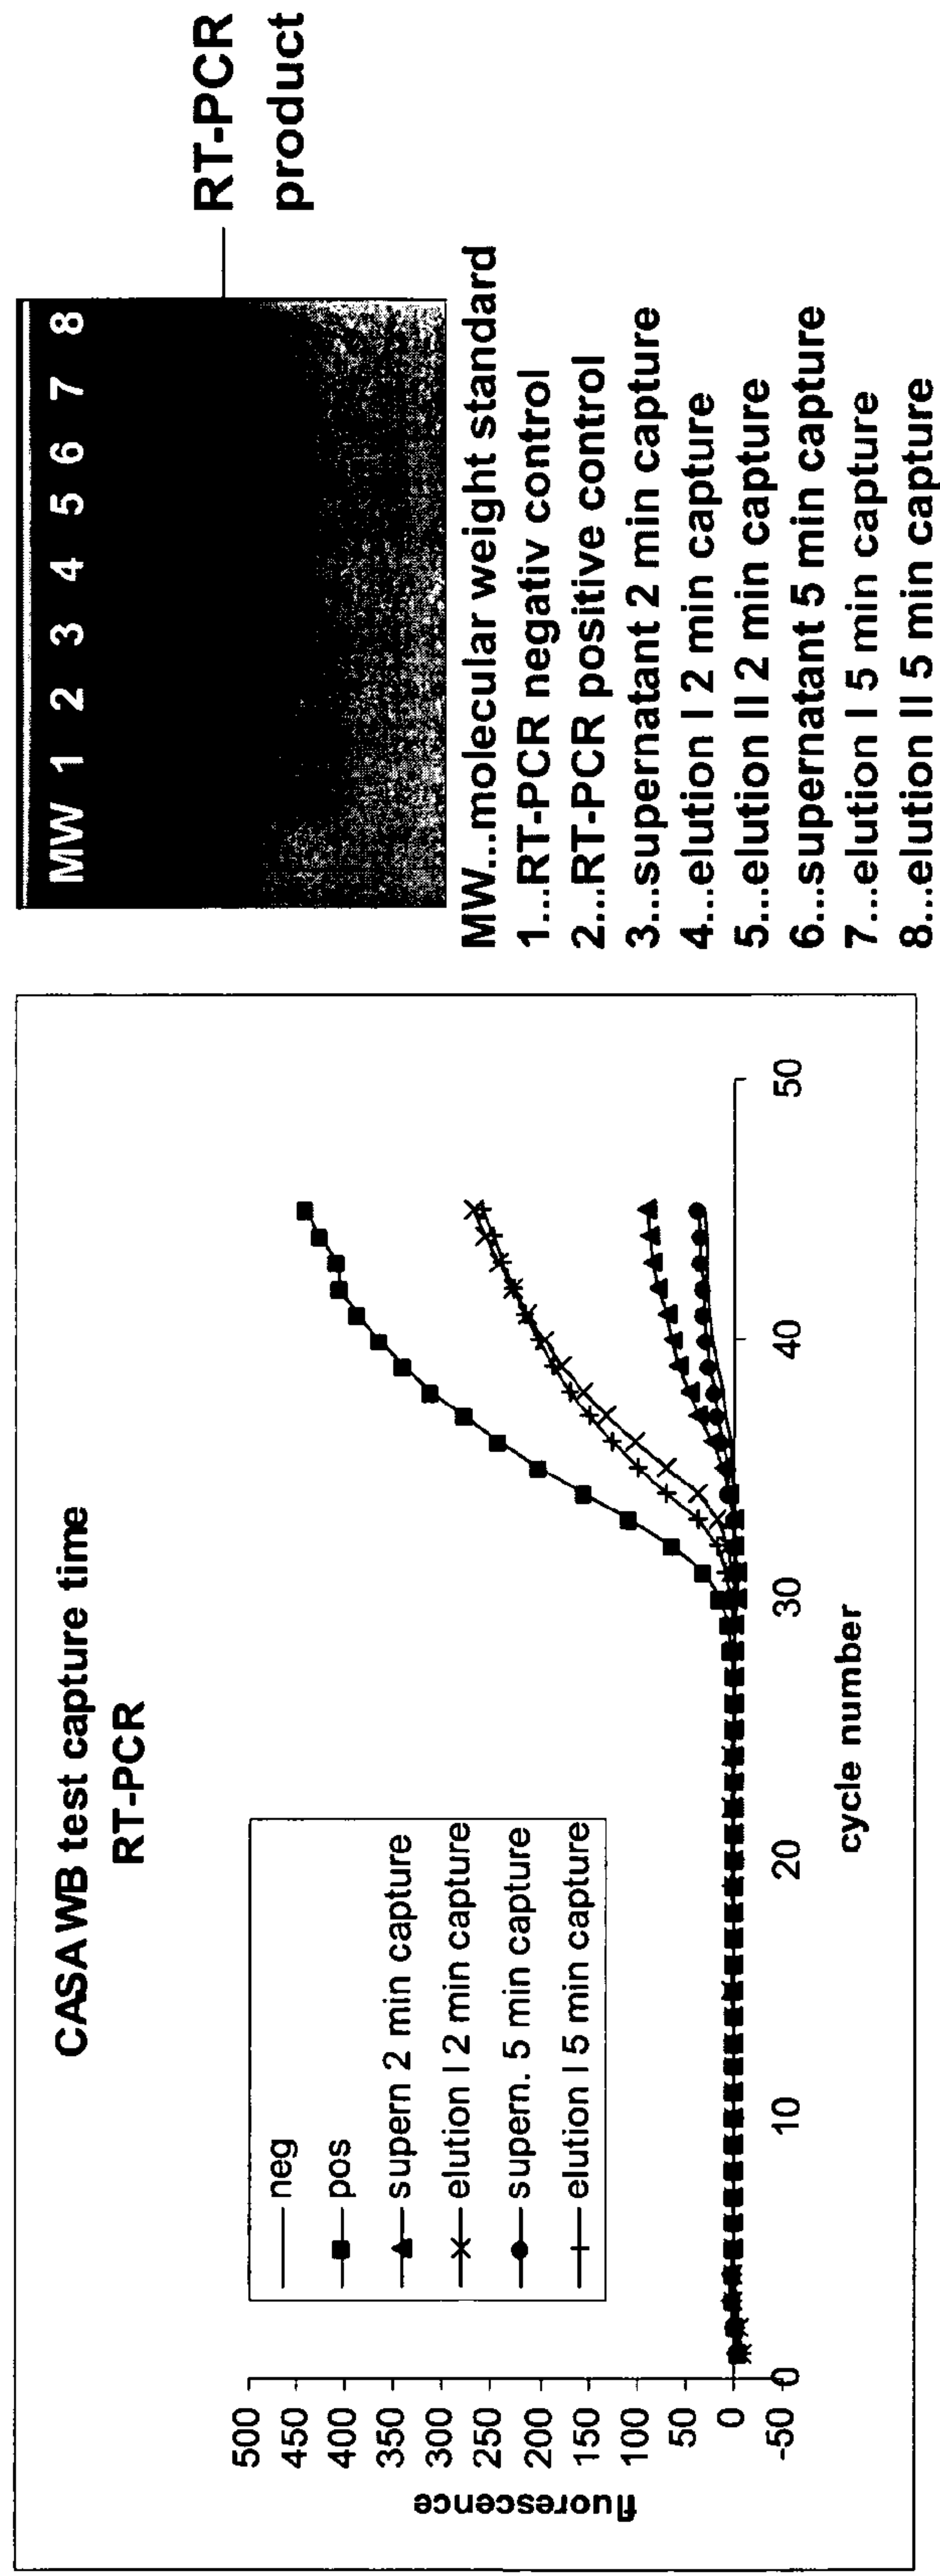 CASA WB test capture time
RT-PCR
neg
pos
supern 2 min capture
elution I 2 min capture
supern. 5 min capture
elution I 5 min capture
fluorescence
500
450
400
350
300
250
200
150
100
50
0
-50
0 10 20 30 40 50
cycle number
MW 1 2 3 4 5 6 7 8
RT-PCR
product
MW...molecular weight standard
1...RT-PCR negativ control
2...RT-PCR positive control
3...supernatant 2 min capture
4...elution I 2 min capture
5...elution II 2 min capture
6...supernatant 5 min capture
7...elution I 5 min capture
8...elution II 5 min capture